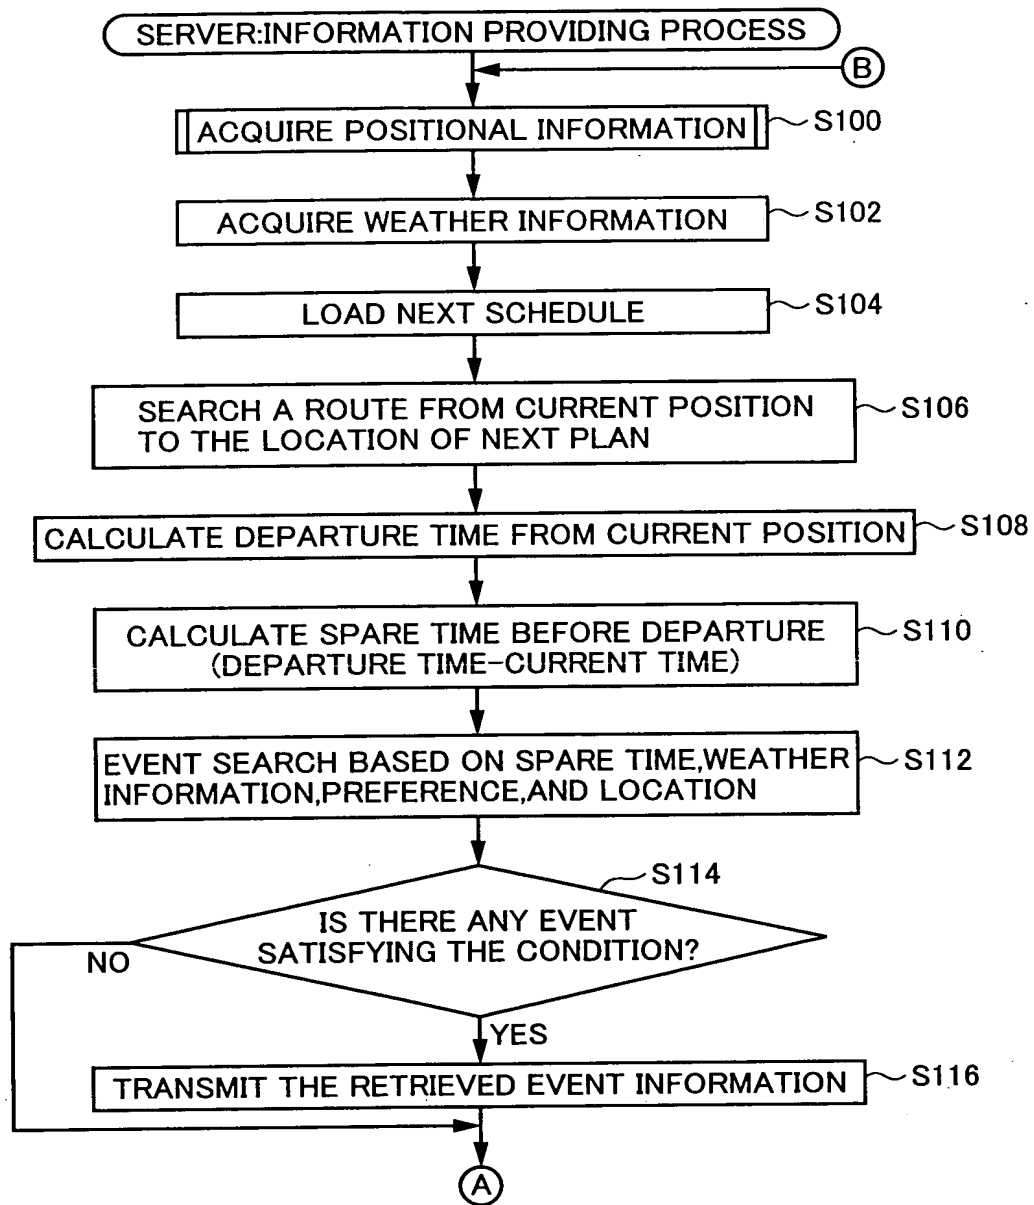 SERVER:INFORMATION PROVIDING PROCESS
B
ACQUIRE POSITIONAL INFORMATION
S100
ACQUIRE WEATHER INFORMATION
S102
LOAD NEXT SCHEDULE
S104
SEARCH A ROUTE FROM CURRENT POSITION
TO THE LOCATION OF NEXT PLAN
S106
CALCULATE DEPARTURE TIME FROM CURRENT POSITION
S108
CALCULATE SPARE TIME BEFORE DEPARTURE
(DEPARTURE TIME-CURRENT TIME)
S110
EVENT SEARCH BASED ON SPARE TIME,WEATHER
INFORMATION,PREFERENCE,AND LOCATION
S112
S114
IS THERE ANY EVENT
SATISFYING THE CONDITION?
NO
YES
TRANSMIT THE RETRIEVED EVENT INFORMATION
S116
A